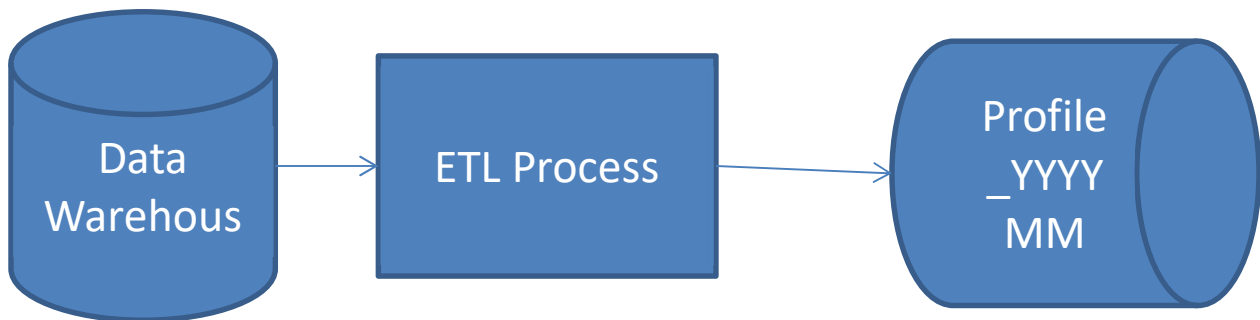 Data
Warehous
ETL Process
Profile
_YYYY
MM